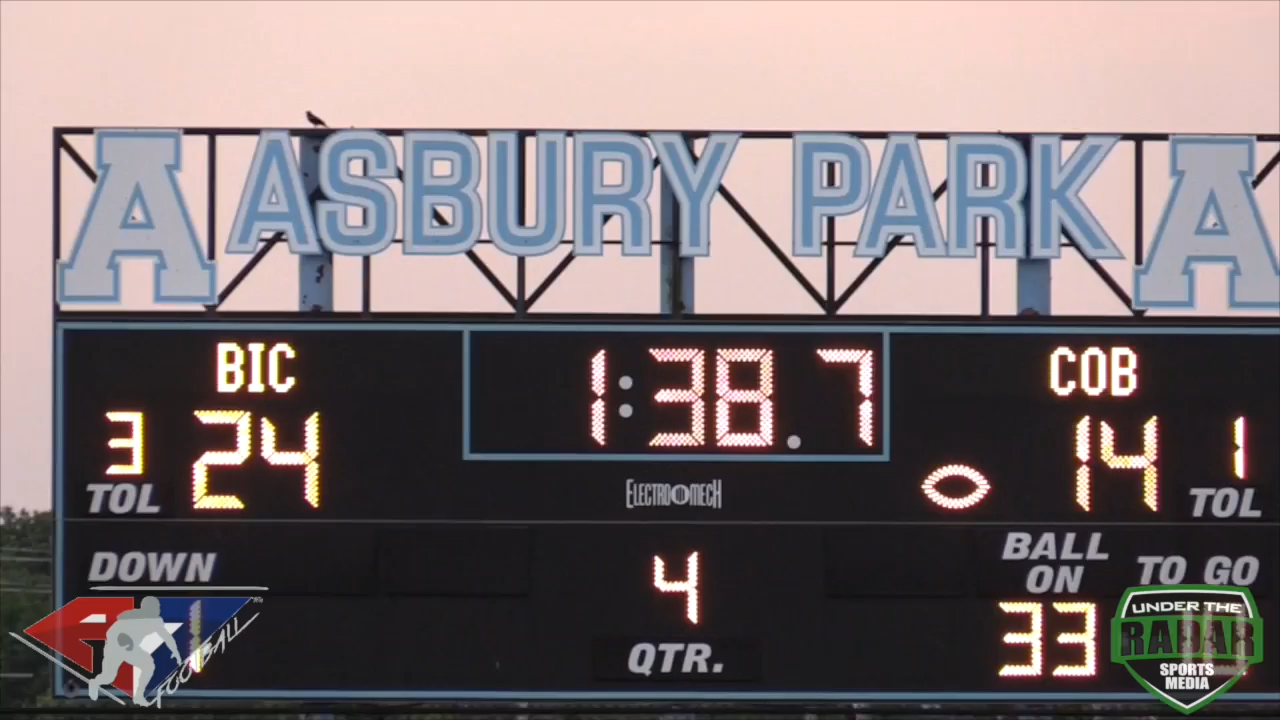 A ASBURY PARK A
BIC 1:38.7 COB
3 24 14 1
TOL ELECTRO MECH TOL
DOWN 4 BALL ON TO GO
1 QTR. 33
FOOTBALL
UNDER THE
RADAR
SPORTS
MEDIA